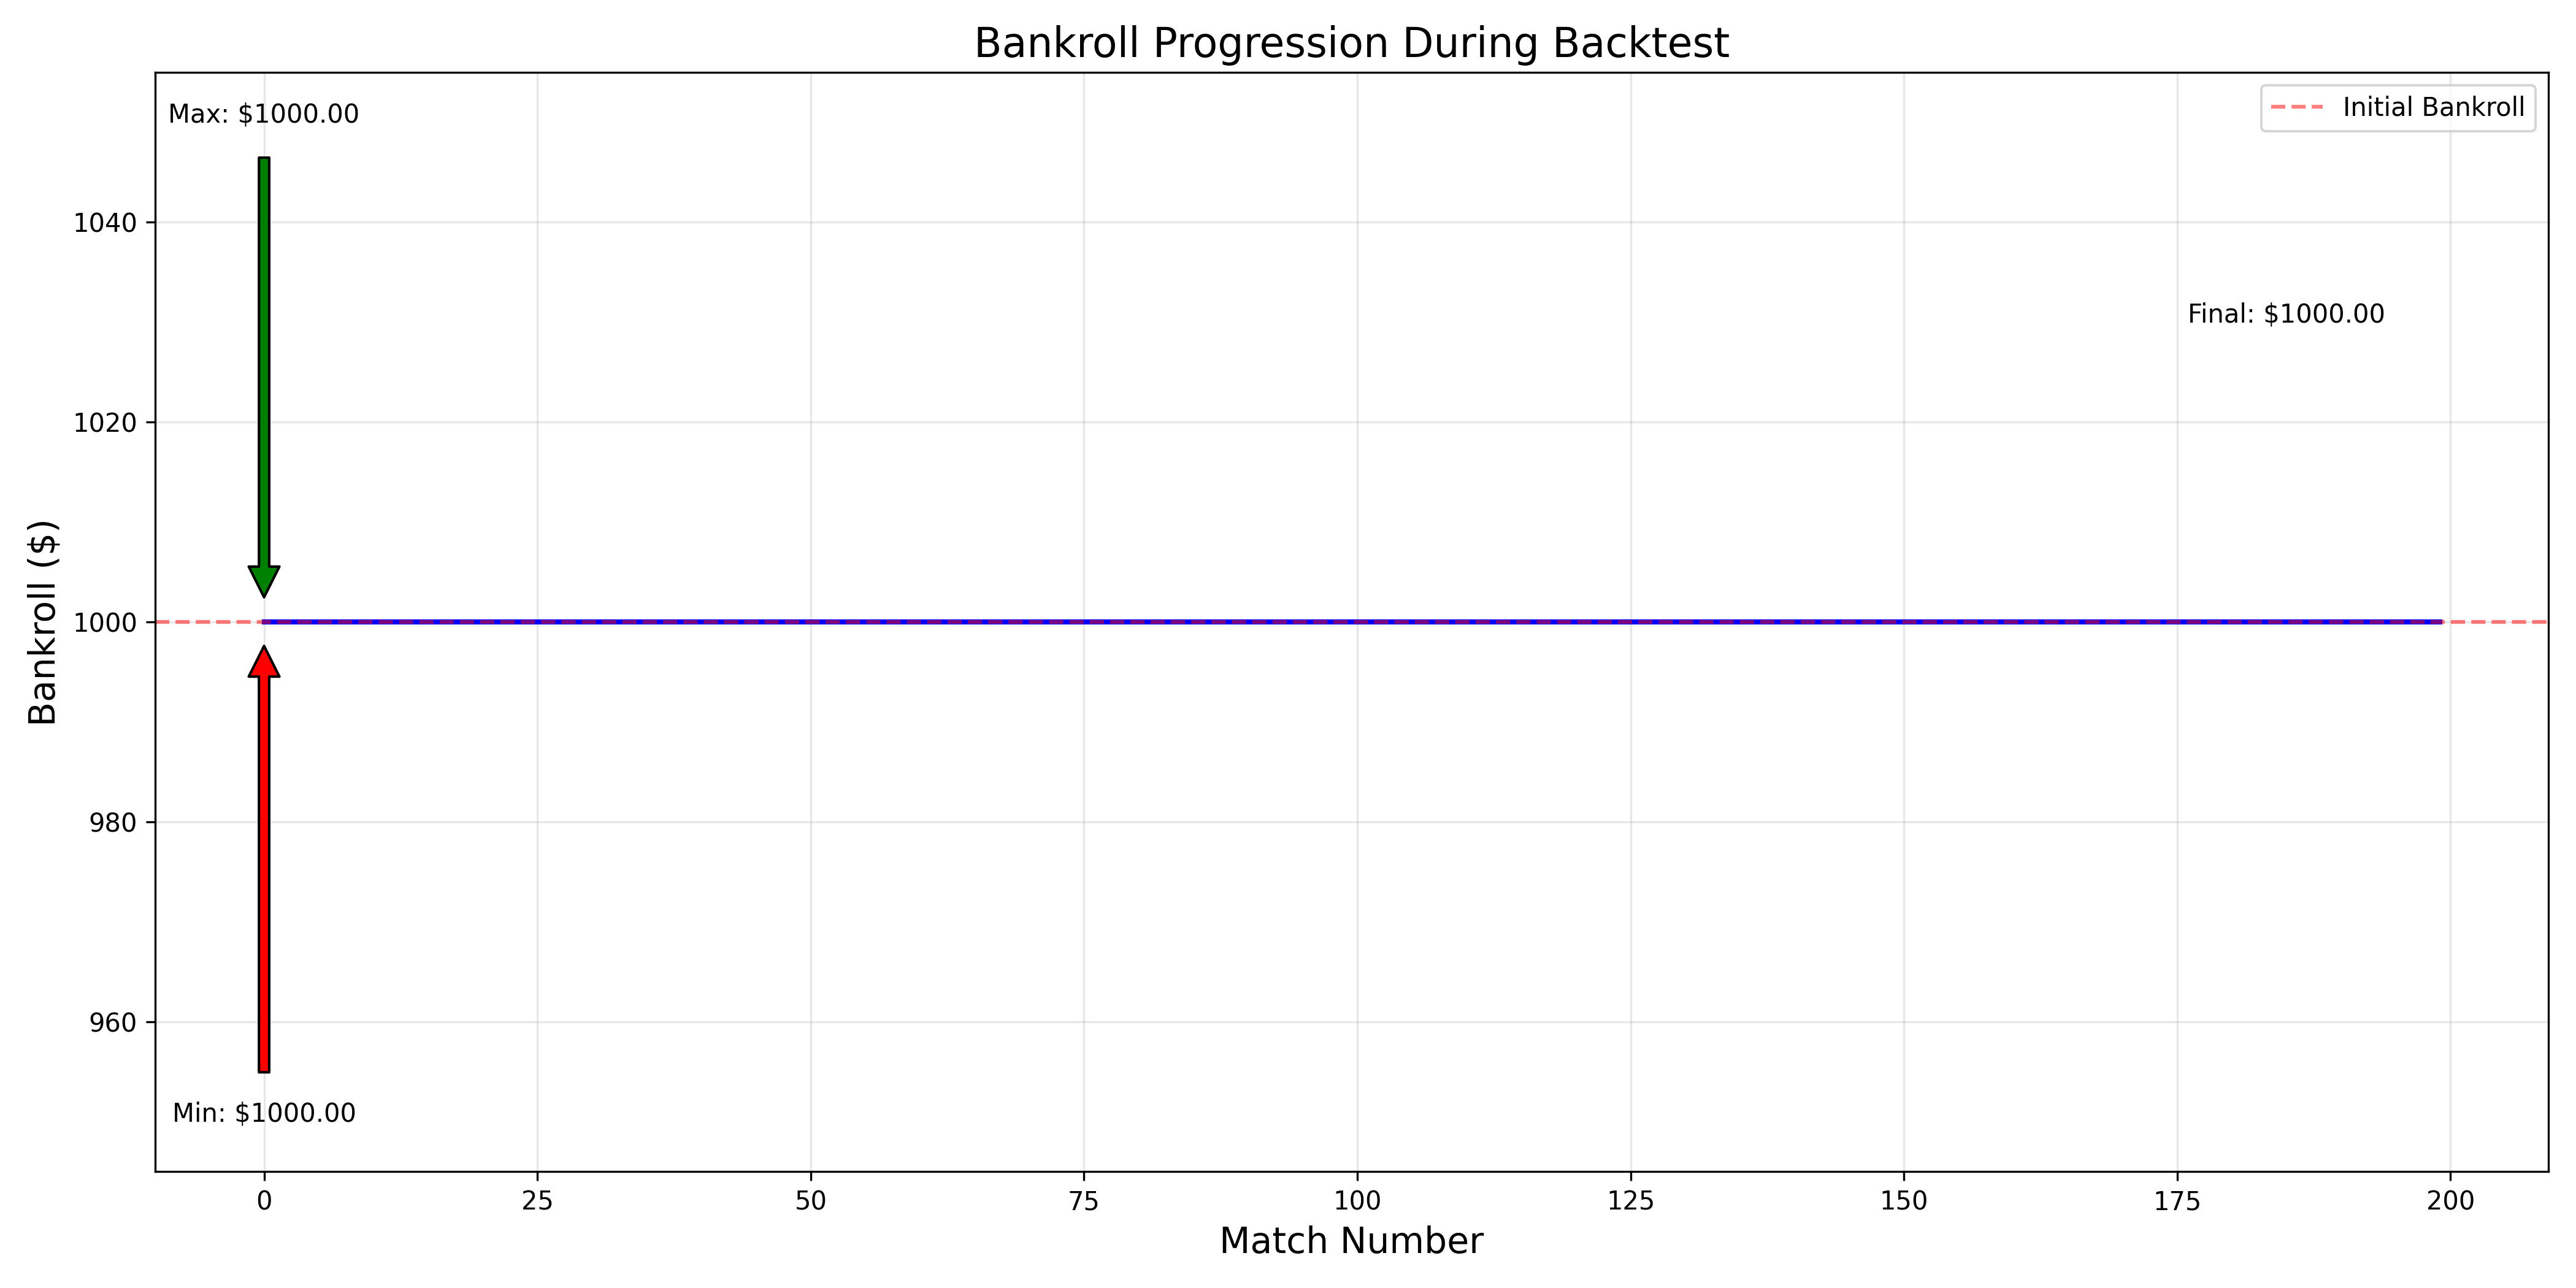 Bankroll Progression During Backtest
Max: $1000.00
Initial Bankroll
Final: $1000.00
Min: $1000.00
Bankroll ($)
1040
1020
1000
980
960
0 25 50 75 100 125 150 175 200
Match Number